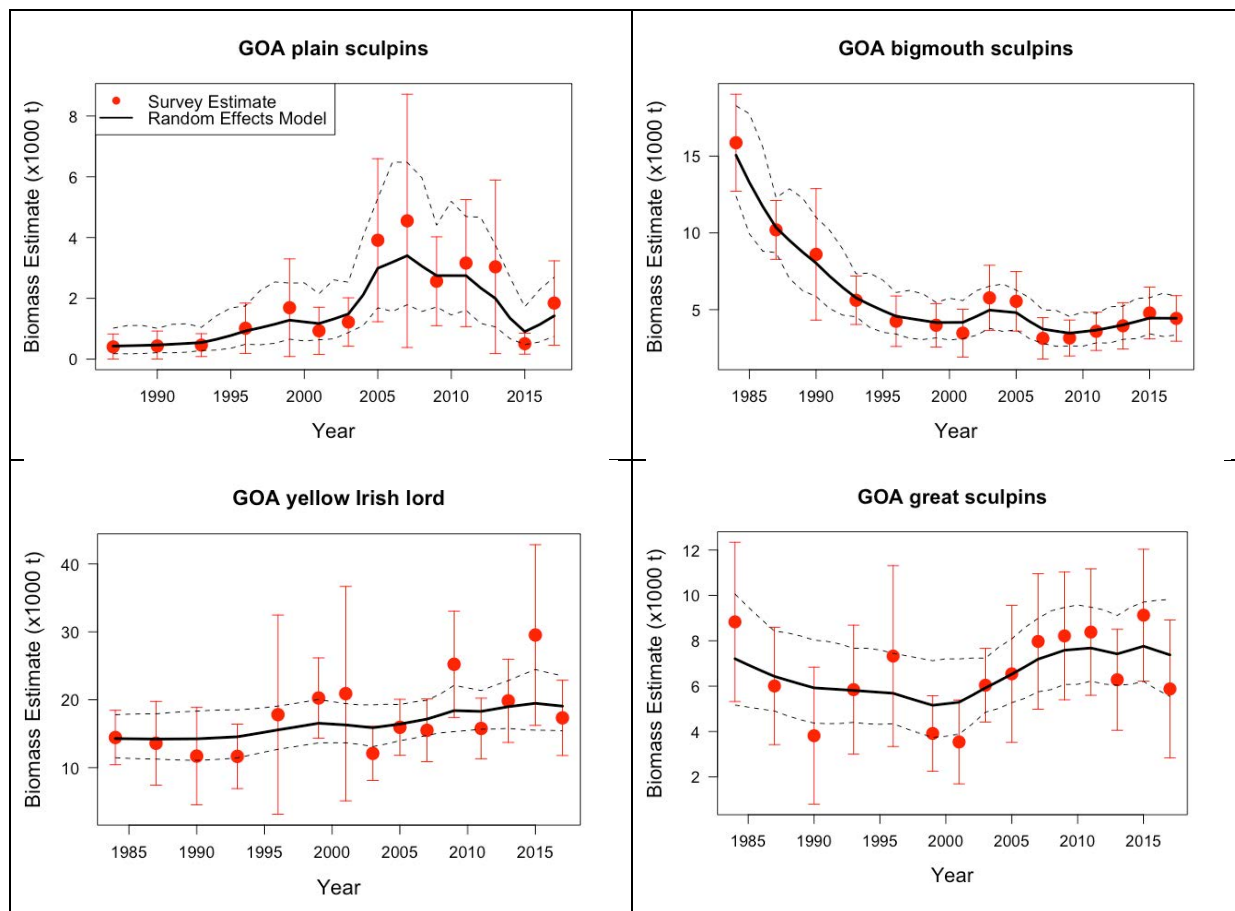 GOA plain sculpins
Survey Estimate
Random Effects Model
Biomass Estimate (x1000 t)
8
6
4
2
0
1990 1995 2000 2005 2010 2015
Year
GOA bigmouth sculpins
Biomass Estimate (x1000 t)
15
10
5
1985 1990 1995 2000 2005 2010 2015
Year
GOA yellow Irish lord
Biomass Estimate (x1000 t)
40
30
20
10
1985 1990 1995 2000 2005 2010 2015
Year
GOA great sculpins
Biomass Estimate (x1000 t)
12
10
8
6
4
2
1985 1990 1995 2000 2005 2010 2015
Year